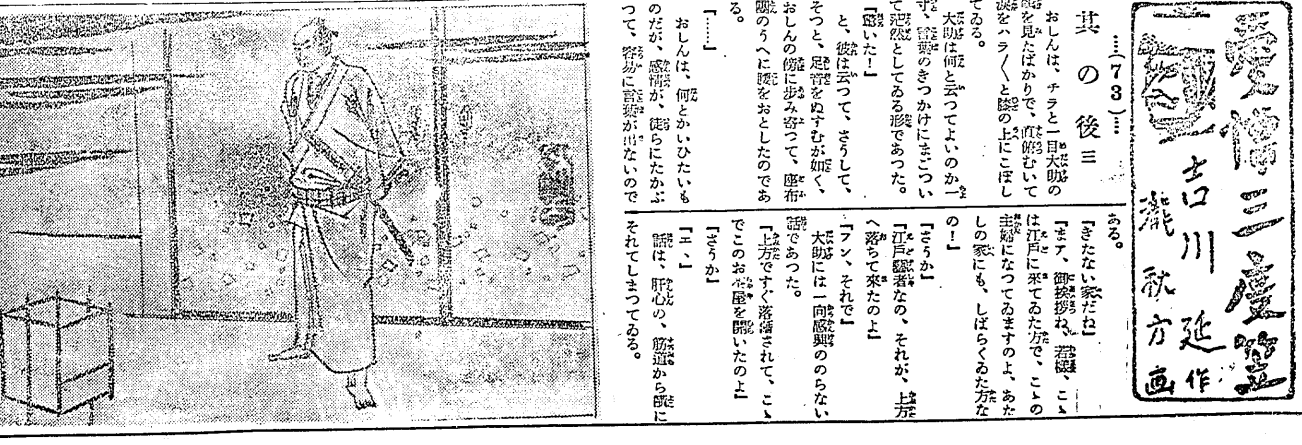 愛憎三度笠
吉川 延作
瀧 秋方画
……(73)……
其の後 三
おしんは、チラと一目大助の
を見たばかりで、直俯むいて
涙をハラ〳〵と膝の上にこぼし
てゐる。
大助は何と云つてよいのか一
寸、言葉のきつかけにまごつい
て茫然としてゐる形であつた。
『驚いた！』
と、彼は云つて、さうして、
そつと、足音をぬすむが如く、
おしんの傍に歩み寄つて、座布
團のうへに腰をおとしたのであ
る。
『……』
おしんは、何とかいひたいも
のだが、感情が、徒らにたかぶ
つて、容易に言葉が出ないので
ある。
『きたない家だね』
『まア、御挨拶ね、若樣、こゝ
は江戸に来てゐた方で、こゝの
主婦になつてゐますのよ、あた
しの家にも、しばらくゐた方な
の！』
『さうか』
『江戸藝者なの、それが、上方
へ落ちて來たのよ』
『フン、それで』
大助には一向感興ののらない
話であつた。
『上方ですぐ落籍されて、こゝ
でこのお茶屋を開いたのよ』
『さうか』
『エ、』
話は、肝心の、筋道から横に
それてしまつてゐる。